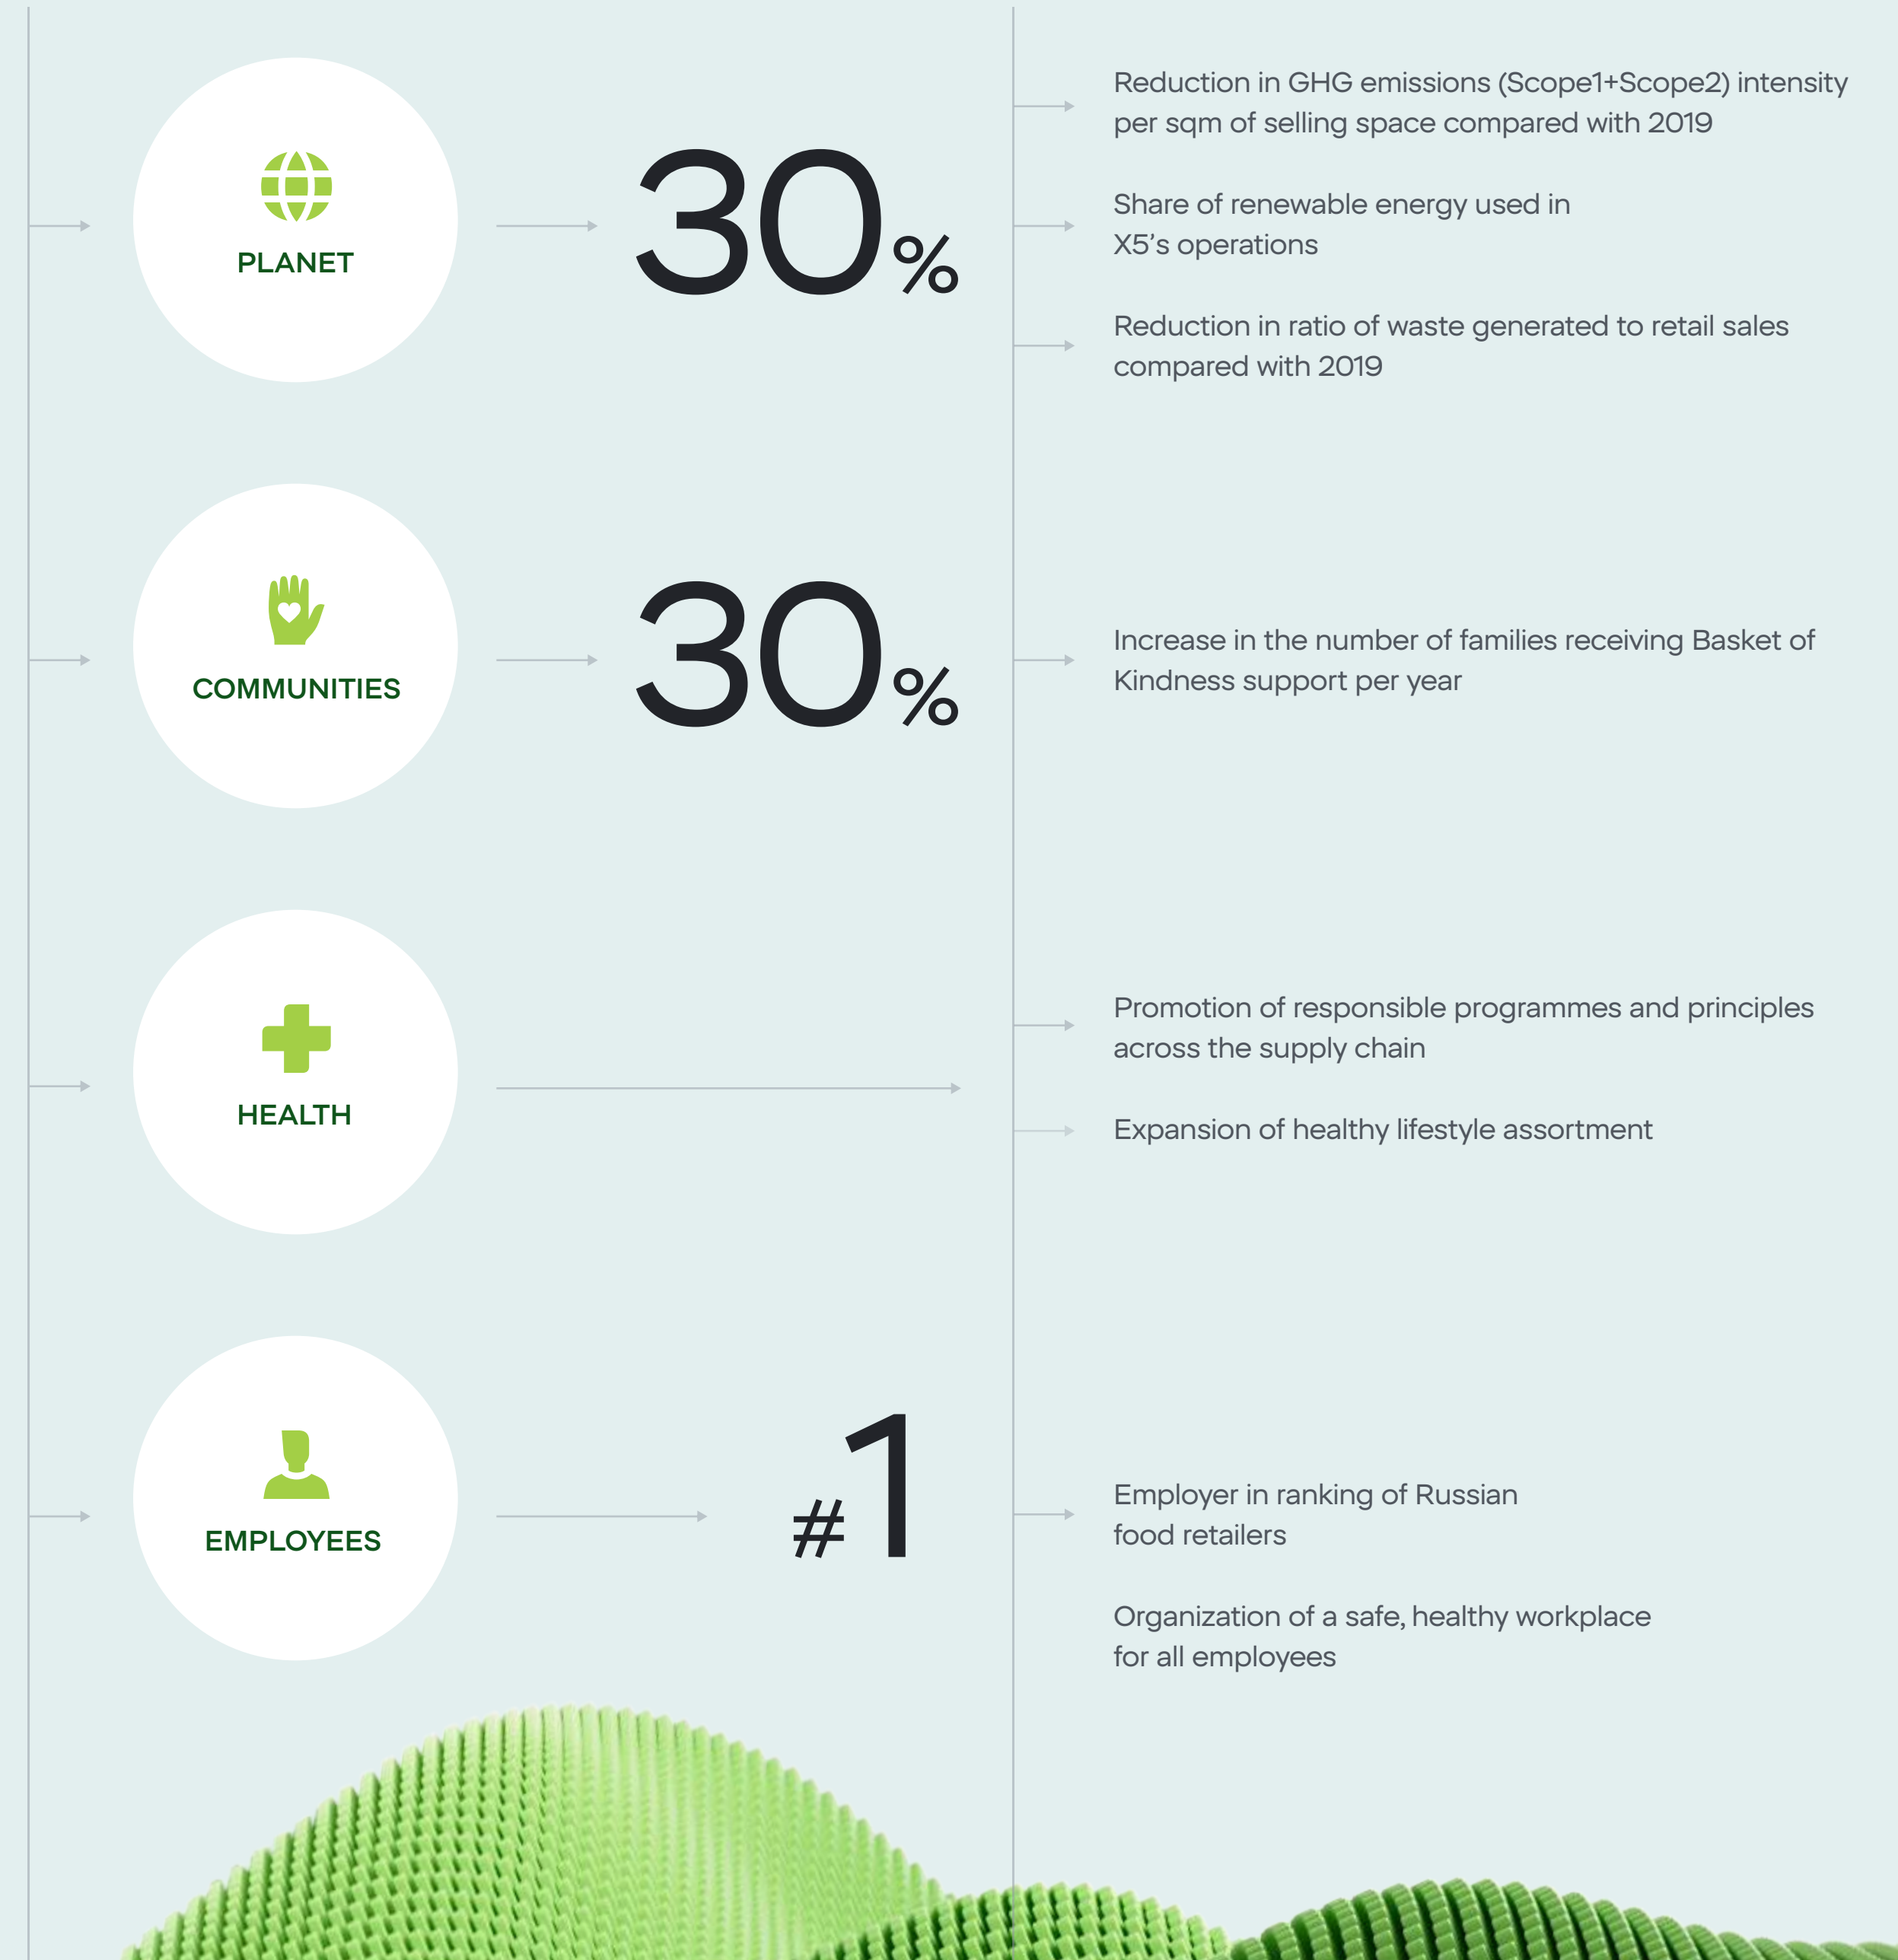 PLANET
30%
Reduction in GHG emissions (Scope1+Scope2) intensity
per sqm of selling space compared with 2019
Share of renewable energy used in
X5’s operations
Reduction in ratio of waste generated to retail sales
compared with 2019
COMMUNITIES
30%
Increase in the number of families receiving Basket of
Kindness support per year
HEALTH
Promotion of responsible programmes and principles
across the supply chain
Expansion of healthy lifestyle assortment
EMPLOYEES
#1
Employer in ranking of Russian
food retailers
Organization of a safe, healthy workplace
for all employees